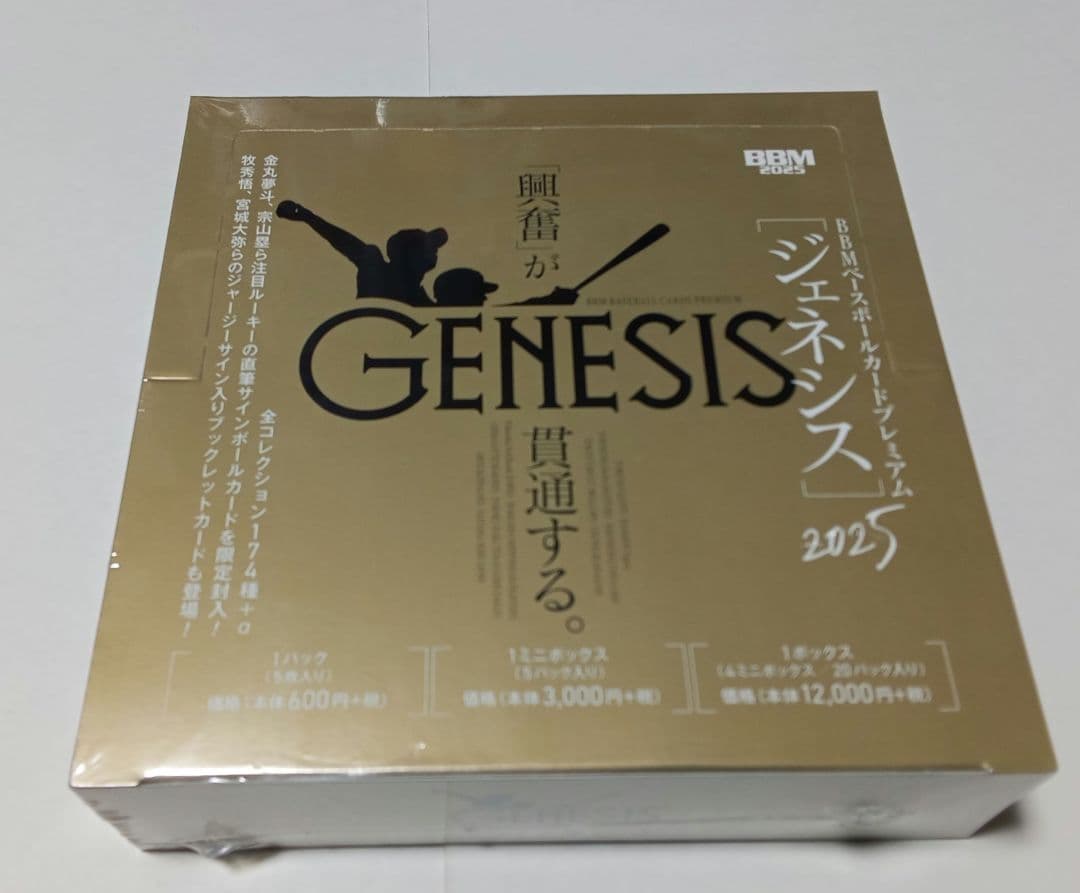 BBM
2025
BBMベースボールカードプレミアム
[ジェネシス]
2025
「興奮」が
BBM BASEBALL CARDS PREMIUM
GENESIS
貫通する。
全コレクション174種+α
金丸夢斗、宗山塁ら注目ルーキーの直筆サインボールカードを限定封入!
牧秀悟、宮城大弥らのジャージーサイン入りブックレットカードも登場!
1パック
(5枚入り)
価格(本体600円+税)
1ミニボックス
(5パック入り)
価格(本体3,000円+税)
1ボックス
(4ミニボックス 20パック入り)
価格(本体12,000円+税)